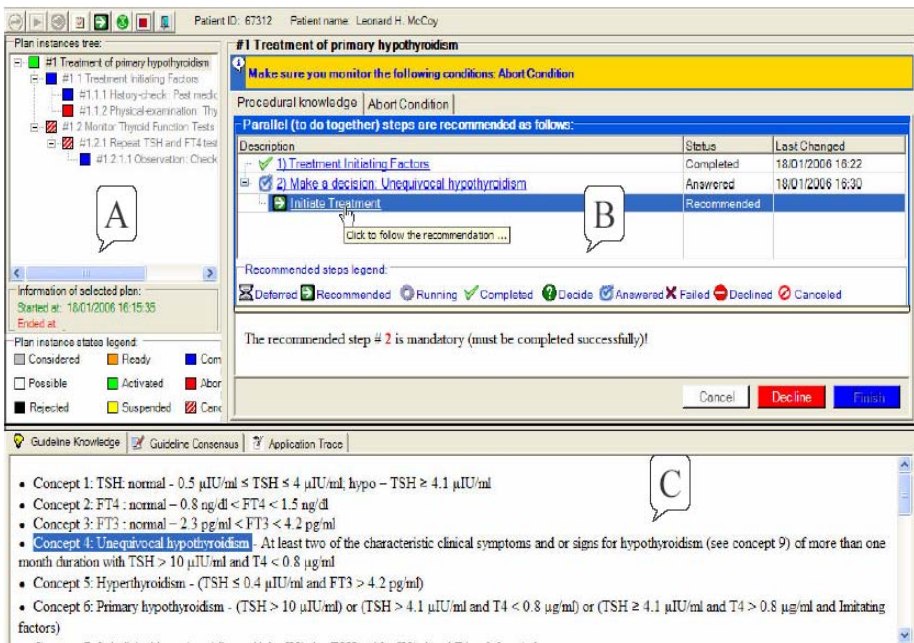 Patient ID: 67312 Patient name: Leonard H. McCoy
Plan instances tree:
#1 Treatment of primary hypothyroidism
#1.1 Treatment Initiating Factors
#1.1.1 History-check: Past medic
#1.1.2 Physical-examination: Thy
#1.2 Monitor Thyroid Function Tests
#1.2.1 Repeat TSH and FT4 test
#1.2.1.1 Observation: Check
A
Information of selected plan:
Started at: 18/01/2006 16:15:35
Ended at:
Plan instance states legend:
Considered Ready Com
Possible Activated Abor
Rejected Suspended Canc
#1 Treatment of primary hypothyroidism
Make sure you monitor the following conditions: Abort Condition
Procedural knowledge Abort Condition
Parallel (to do together) steps are recommended as follows:
Description Status Last Changed
1) Treatment Initiating Factors Completed 18/01/2006 16:22
2) Make a decision: Unequivocal hypothyroidism Answered 18/01/2006 16:30
Initiate Treatment Recommended
Click to follow the recommendation ...
B
Recommended steps legend:
Deferred Recommended Running Completed Decide Answered Failed Declined Canceled
The recommended step # 2 is mandatory (must be completed successfully)!
Cancel Decline Finish
Guideline Knowledge Guideline Consensus Application Trace
C
• Concept 1: TSH: normal - 0.5 µIU/ml ≤ TSH ≤ 4 µIU/ml; hypo – TSH ≥ 4.1 µIU/ml
• Concept 2: FT4 : normal – 0.8 ng/dl < FT4 < 1.5 ng/dl
• Concept 3: FT3 : normal – 2.3 pg/ml < FT3 < 4.2 pg/ml
• Concept 4: Unequivocal hypothyroidism - At least two of the characteristic clinical symptoms and or signs for hypothyroidism (see concept 9) of more than one
month duration with TSH > 10 µIU/ml and T4 < 0.8 µg/ml
• Concept 5: Hyperthyroidism - (TSH ≤ 0.4 µIU/ml and FT3 > 4.2 pg/ml)
• Concept 6: Primary hypothyroidism - (TSH > 10 µIU/ml) or (TSH > 4.1 µIU/ml and T4 < 0.8 µg/ml) or (TSH ≥ 4.1 µIU/ml and T4 > 0.8 µg/ml and Imitating
factors)